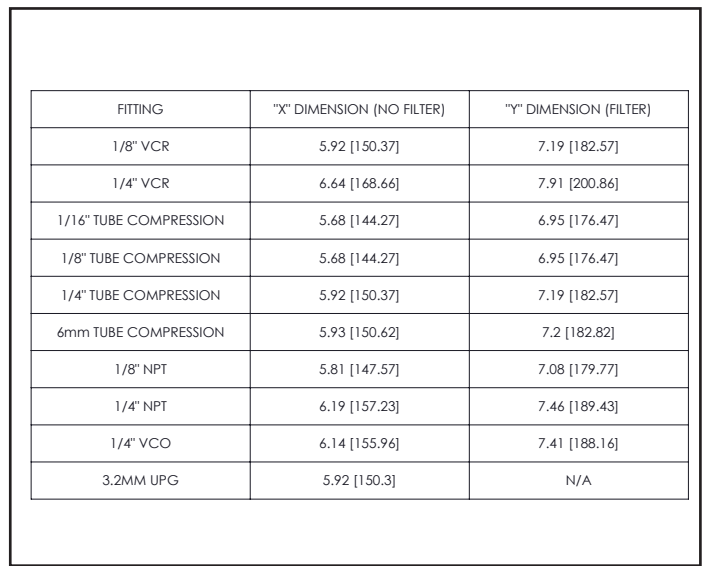 FITTING "X" DIMENSION (NO FILTER) "Y" DIMENSION (FILTER)
1/8" VCR 5.92 [150.37] 7.19 [182.57]
1/4" VCR 6.64 [168.66] 7.91 [200.86]
1/16" TUBE COMPRESSION 5.68 [144.27] 6.95 [176.47]
1/8" TUBE COMPRESSION 5.68 [144.27] 6.95 [176.47]
1/4" TUBE COMPRESSION 5.92 [150.37] 7.19 [182.57]
6mm TUBE COMPRESSION 5.93 [150.62] 7.2 [182.82]
1/8" NPT 5.81 [147.57] 7.08 [179.77]
1/4" NPT 6.19 [157.23] 7.46 [189.43]
1/4" VCO 6.14 [155.96] 7.41 [188.16]
3.2MM UPG 5.92 [150.3] N/A